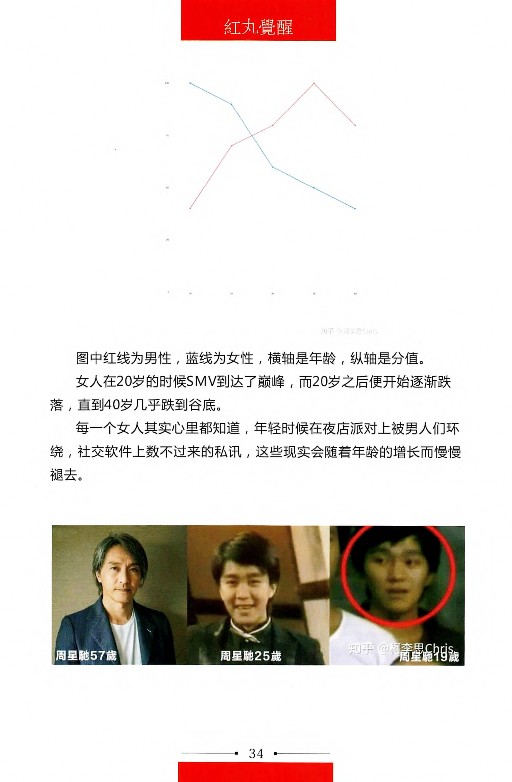 紅丸覺醒
图中红线为男性，蓝线为女性，横轴是年龄，纵轴是分值。
女人在20岁的时候SMV到达了巅峰，而20岁之后便开始逐渐跌
落，直到40岁几乎跌到谷底。
每一个女人其实心里都知道，年轻时候在夜店派对上被男人们环
绕，社交软件上数不过来的私讯，这些现实会随着年龄的增长而慢慢
褪去。
周星馳57歲
周星馳25歲
知乎 @柯李思Chris
周星馳19歲
34